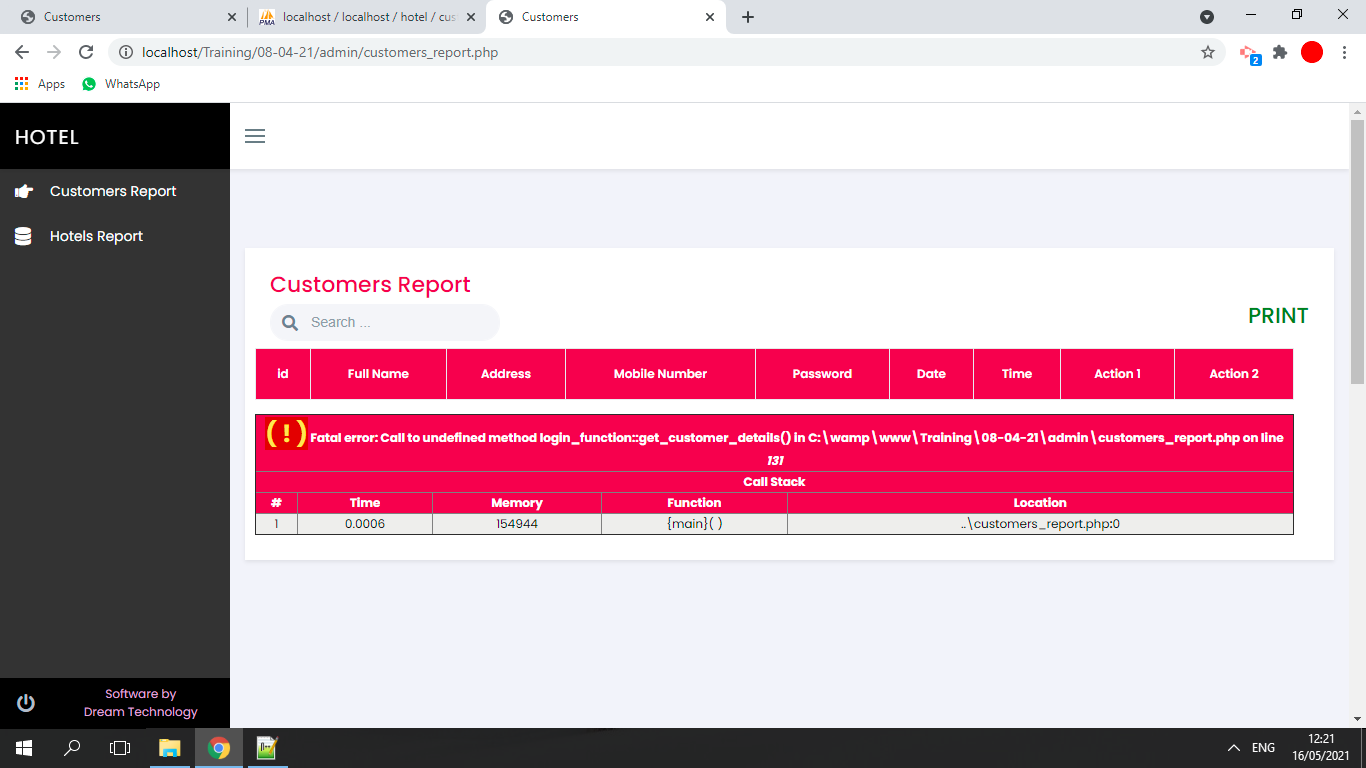 Customers
localhost / localhost / hotel / cus
Customers
localhost/Training/08-04-21/admin/customers_report.php
2
Apps
WhatsApp
HOTEL
Customers Report
Hotels Report
Customers Report
Search ...
PRINT
id Full Name Address Mobile Number Password Date Time Action 1 Action 2
( ! ) Fatal error: Call to undefined method login_function::get_customer_details() in C:\wamp\www\Training\08-04-21\admin\customers_report.php on line
131
Call Stack
# Time Memory Function Location
1 0.0006 154944 {main}( ) ..\customers_report.php:0
Software by
Dream Technology
ENG
12:21
16/05/2021